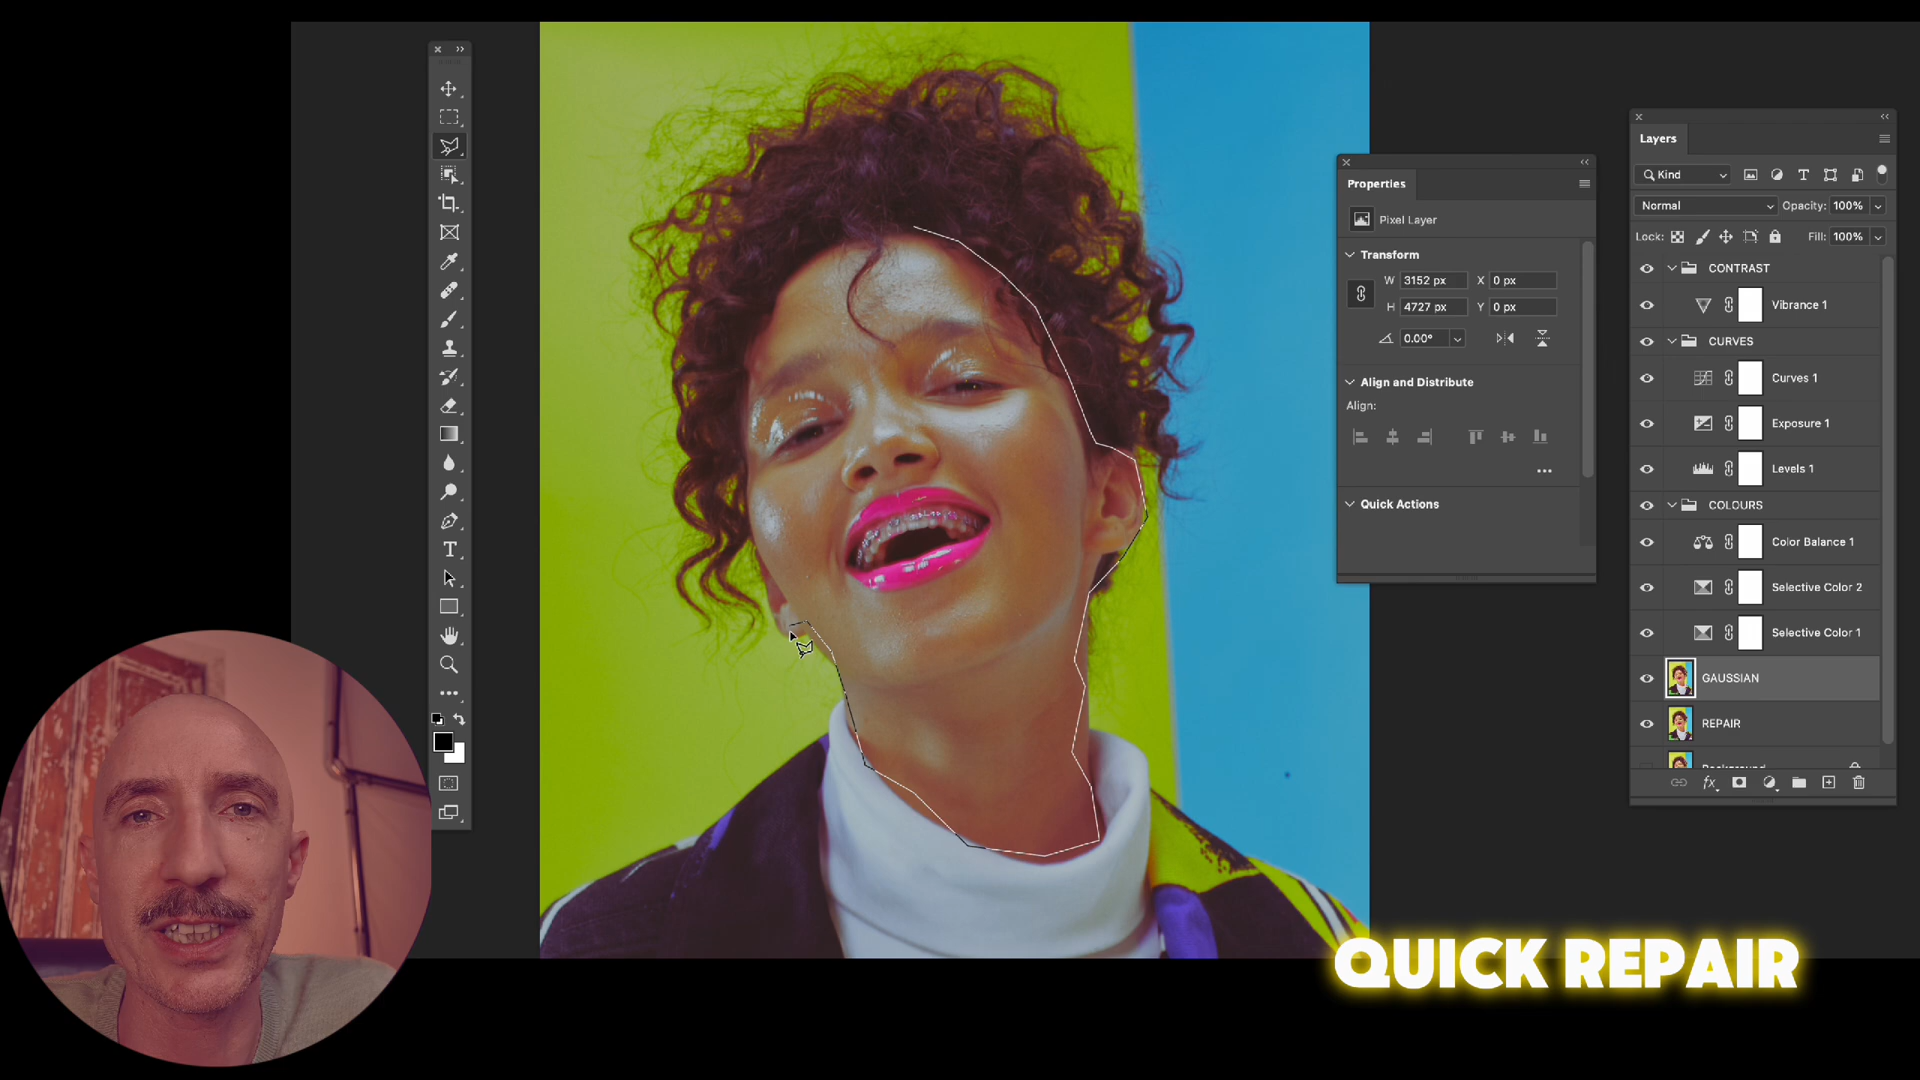 Properties
Pixel Layer
Transform
W 3152 px X 0 px
H 4727 px Y 0 px
0.00°
Align and Distribute
Align:
Quick Actions
Layers
Kind
Normal Opacity: 100%
Lock: Fill: 100%
CONTRAST
Vibrance 1
CURVES
Curves 1
Exposure 1
Levels 1
COLOURS
Color Balance 1
Selective Color 2
Selective Color 1
GAUSSIAN
REPAIR
Background
fx
QUICK REPAIR